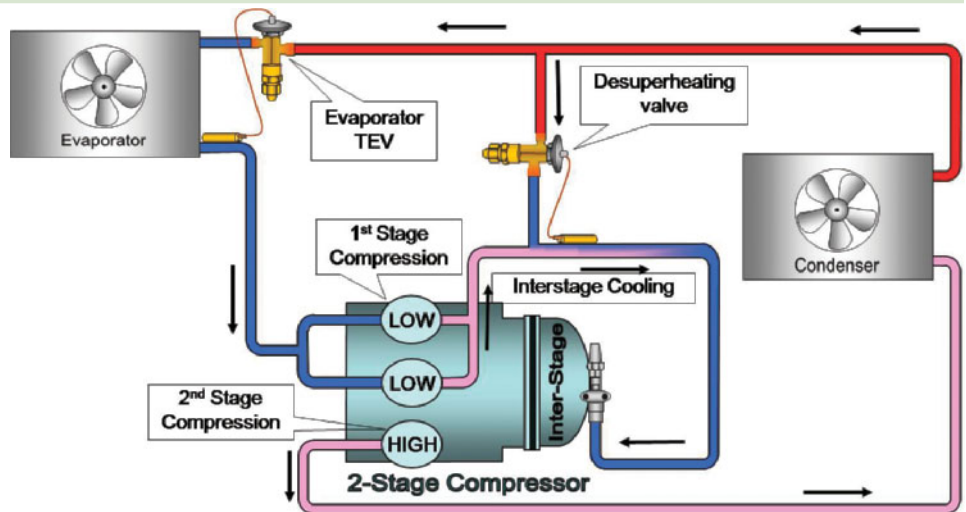 Evaporator
Evaporator
TEV
Desuperheating
valve
1st Stage
Compression
Condenser
Interstage Cooling
LOW
LOW
Inter-Stage
2nd Stage
Compression
HIGH
2-Stage Compressor